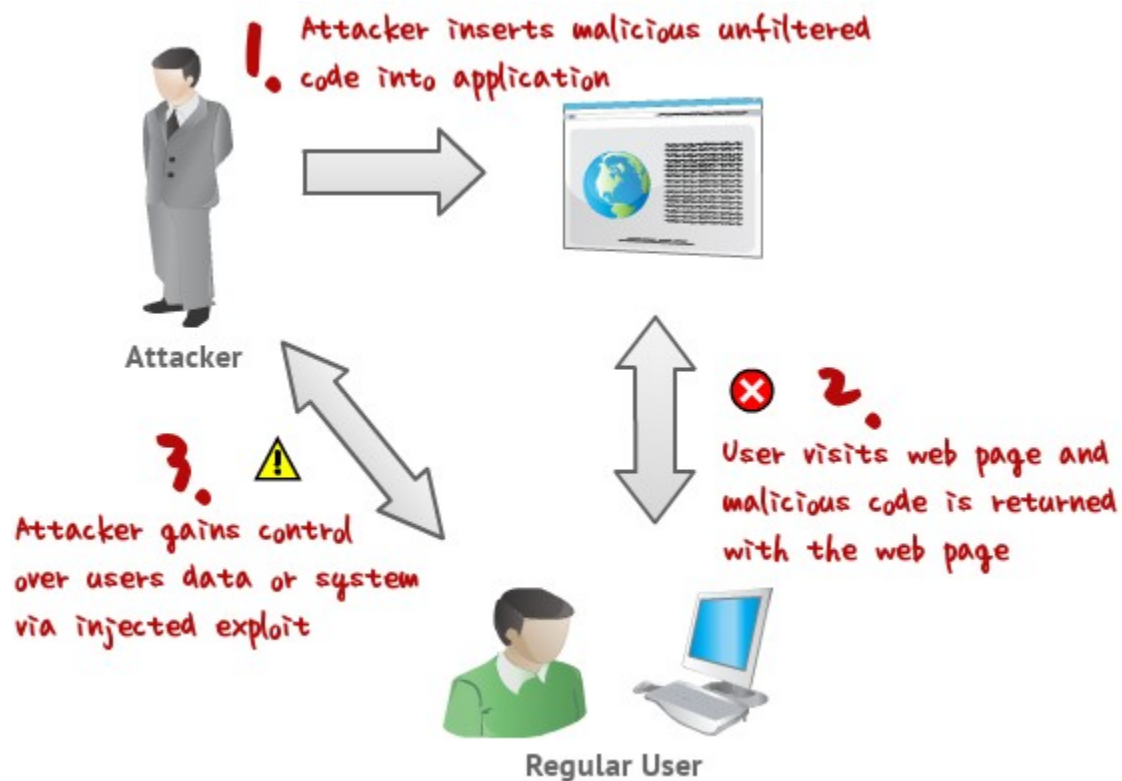 1.
Attacker inserts malicious unfiltered
code into application
Attacker
2.
User visits web page and
malicious code is returned
with the web page
3.
Attacker gains control
over users data or system
via injected exploit
Regular User